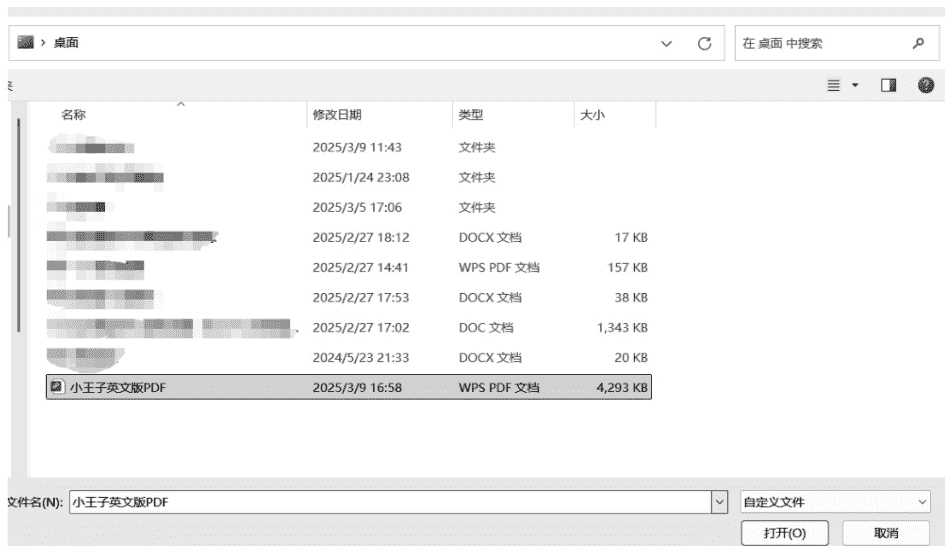 桌面
在 桌面 中搜索
名称 修改日期 类型 大小
2025/3/9 11:43 文件夹
2025/1/24 23:08 文件夹
2025/3/5 17:06 文件夹
2025/2/27 18:12 DOCX 文档 17 KB
2025/2/27 14:41 WPS PDF 文档 157 KB
2025/2/27 17:53 DOCX 文档 38 KB
2025/2/27 17:02 DOC 文档 1,343 KB
2024/5/23 21:33 DOCX 文档 20 KB
小王子英文版PDF 2025/3/9 16:58 WPS PDF 文档 4,293 KB
文件名(N): 小王子英文版PDF 自定义文件
打开(O) 取消